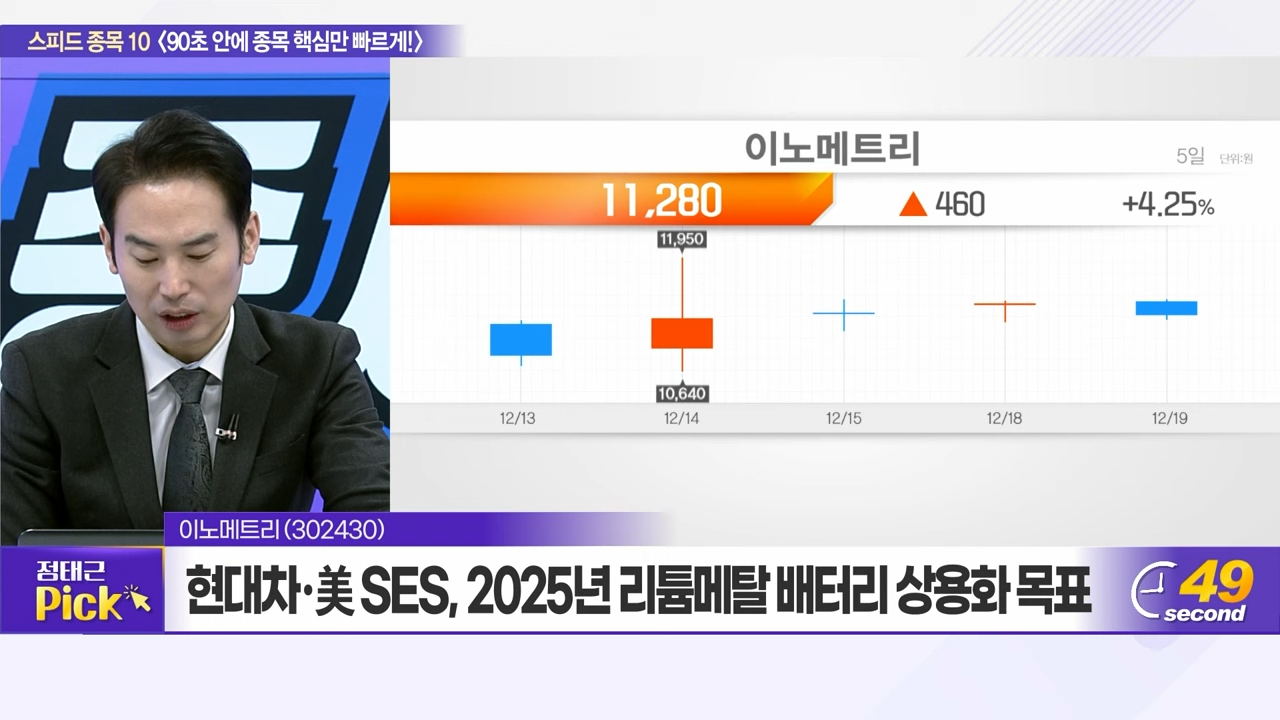 스피드 종목 10 〈90초 안에 종목 핵심만 빠르게!〉
이노메트리
5일 단위:원
11,280 ▲ 460 +4.25%
11,950
10,640
12/13 12/14 12/15 12/18 12/19
이노메트리 (302430)
정태근
Pick
현대차·美 SES, 2025년 리튬메탈 배터리 상용화 목표
49
second